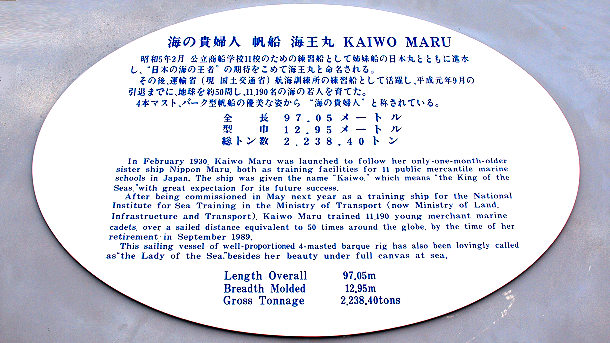 海の貴婦人 帆船 海王丸 KAIWO MARU
昭和5年2月 公立商船学校11校のための練習船として姉妹船の日本丸とともに進水
し、“日本の海の王者”の期待をこめて海王丸と命名される。
その後、運輸省(現 国土交通省)航海訓練所の練習船として活躍し、平成元年9月の
引退までに、地球を約50周し、11,190名の海の若人を育てた。
4本マスト、バーク型帆船の優美な姿から “海の貴婦人”と称されている。
全長 97.05メートル
型巾 12.95メートル
総トン数 2,238.40トン
In February 1930, Kaiwo Maru was launched to follow her only-one-month-older
sister ship Nippon Maru, both as training facilities for 11 public mercantile marine
schools in Japan. The ship was given the name "Kaiwo," which means "the King of the
Seas,"with great expectaion for its future success.
After being commissioned in May next year as a training ship for the National
Institute for Sea Training in the Ministry of Transport (now Ministry of Land,
Infrastructure and Transport), Kaiwo Maru trained 11,190 young merchant marine
cadets, over a sailed distance equivalent to 50 times around the globe, by the time of her
retirement in September 1989.
This sailing vessel of well-proportioned 4-masted barque rig has also been lovingly called
as"the Lady of the Sea,"besides her beauty under full canvas at sea.
Length Overall 97.05m
Breadth Molded 12.95m
Gross Tonnage 2,238.40tons